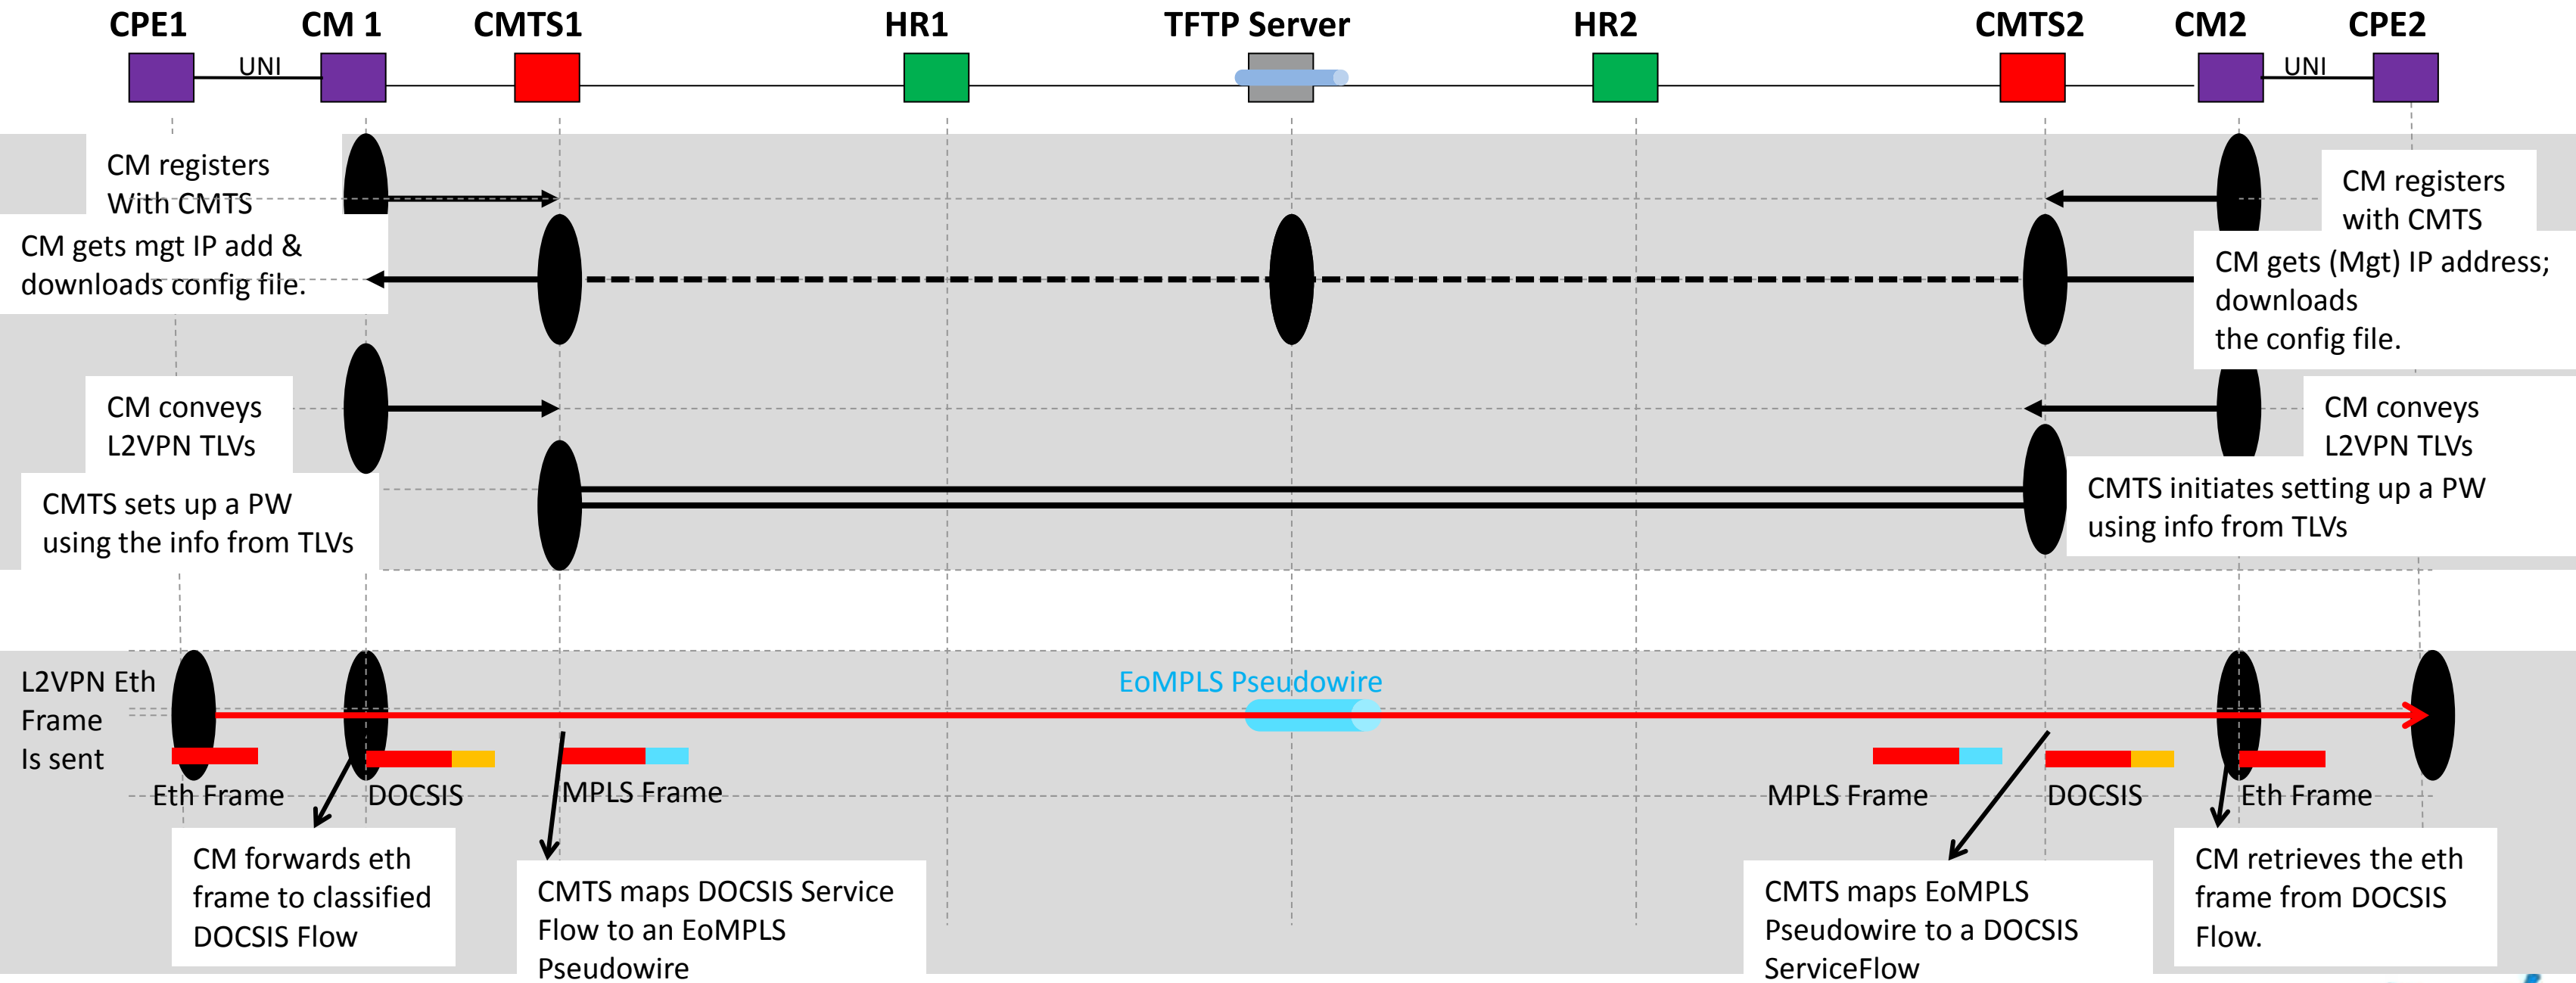 CPE1
CM 1
CMTS1
HR1
TFTP Server
HR2
CMTS2
CM2
CPE2
UNI
UNI
CM registers
With CMTS
CM registers
with CMTS
CM gets mgt IP add &
downloads config file.
CM gets (Mgt) IP address;
downloads
the config file.
CM conveys
L2VPN TLVs
CM conveys
L2VPN TLVs
CMTS sets up a PW
using the info from TLVs
CMTS initiates setting up a PW
using info from TLVs
L2VPN Eth
Frame
Is sent
EoMPLS Pseudowire
Eth Frame
DOCSIS
MPLS Frame
MPLS Frame
DOCSIS
Eth Frame
CM forwards eth
frame to classified
DOCSIS Flow
CMTS maps DOCSIS Service
Flow to an EoMPLS
Pseudowire
CMTS maps EoMPLS
Pseudowire to a DOCSIS
ServiceFlow
CM retrieves the eth
frame from DOCSIS
Flow.